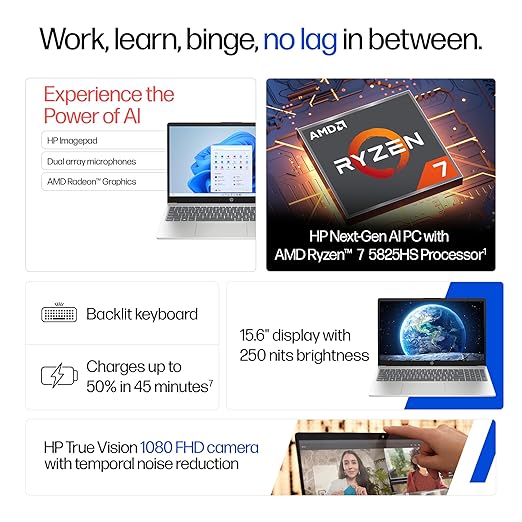 Work, learn, binge, no lag in between.
Experience the
Power of AI
HP Imagepad
Dual array microphones
AMD Radeon™ Graphics
AMD
RYZEN
7
HP Next-Gen AI PC with
AMD Ryzen™ 7 5825HS Processor¹
Backlit keyboard
Charges up to
50% in 45 minutes⁷
15.6" display with
250 nits brightness
HP True Vision 1080 FHD camera
with temporal noise reduction